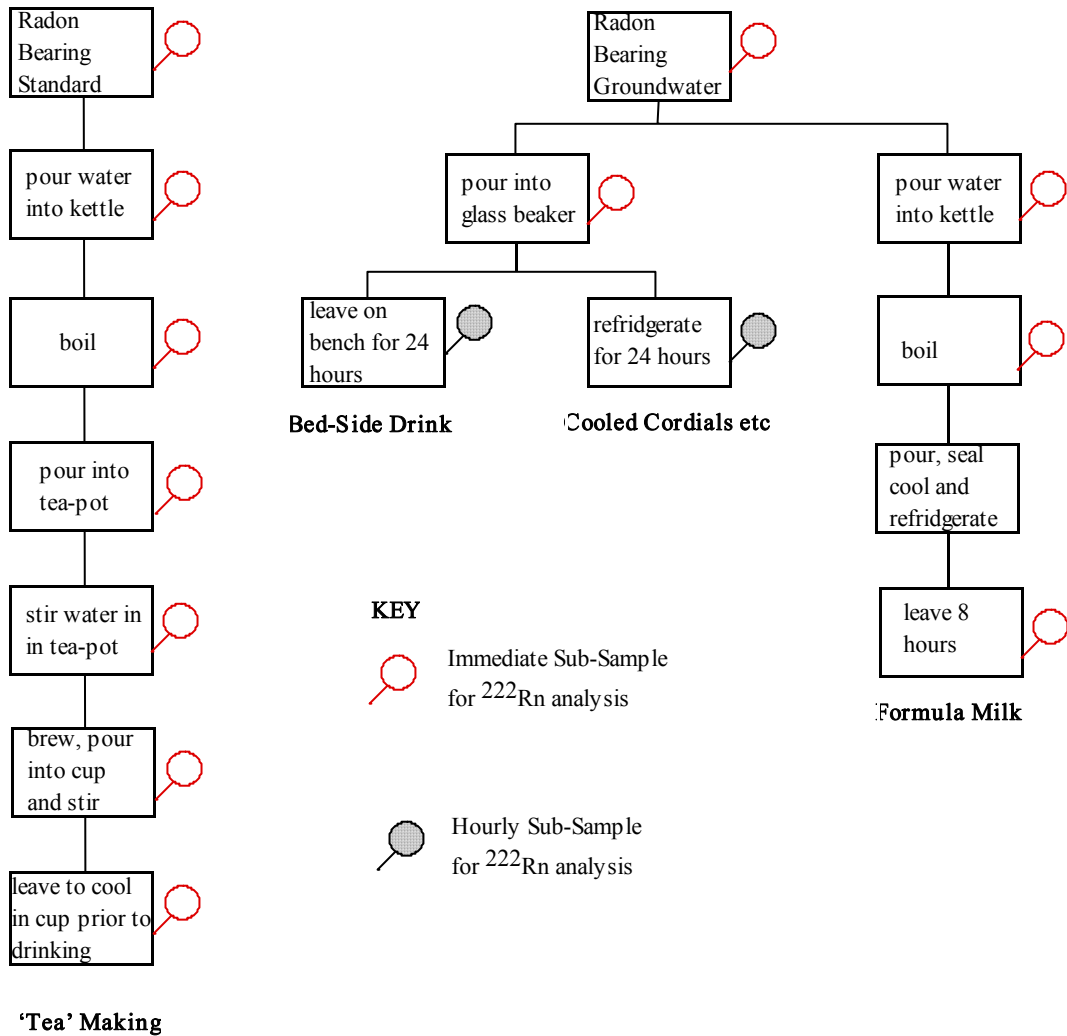 Radon
Bearing
Standard
pour water
into kettle
boil
pour into
tea-pot
stir water in
in tea-pot
brew, pour
into cup
and stir
leave to cool
in cup prior to
drinking
‘Tea’ Making
Radon
Bearing
Groundwater
pour into
glass beaker
leave on
bench for 24
hours
Bed-Side Drink
refridgerate
for 24 hours
Cooled Cordials etc
pour water
into kettle
boil
pour, seal
cool and
refridgerate
leave 8
hours
Formula Milk
KEY
Immediate Sub-Sample
for 222Rn analysis
Hourly Sub-Sample
for 222Rn analysis